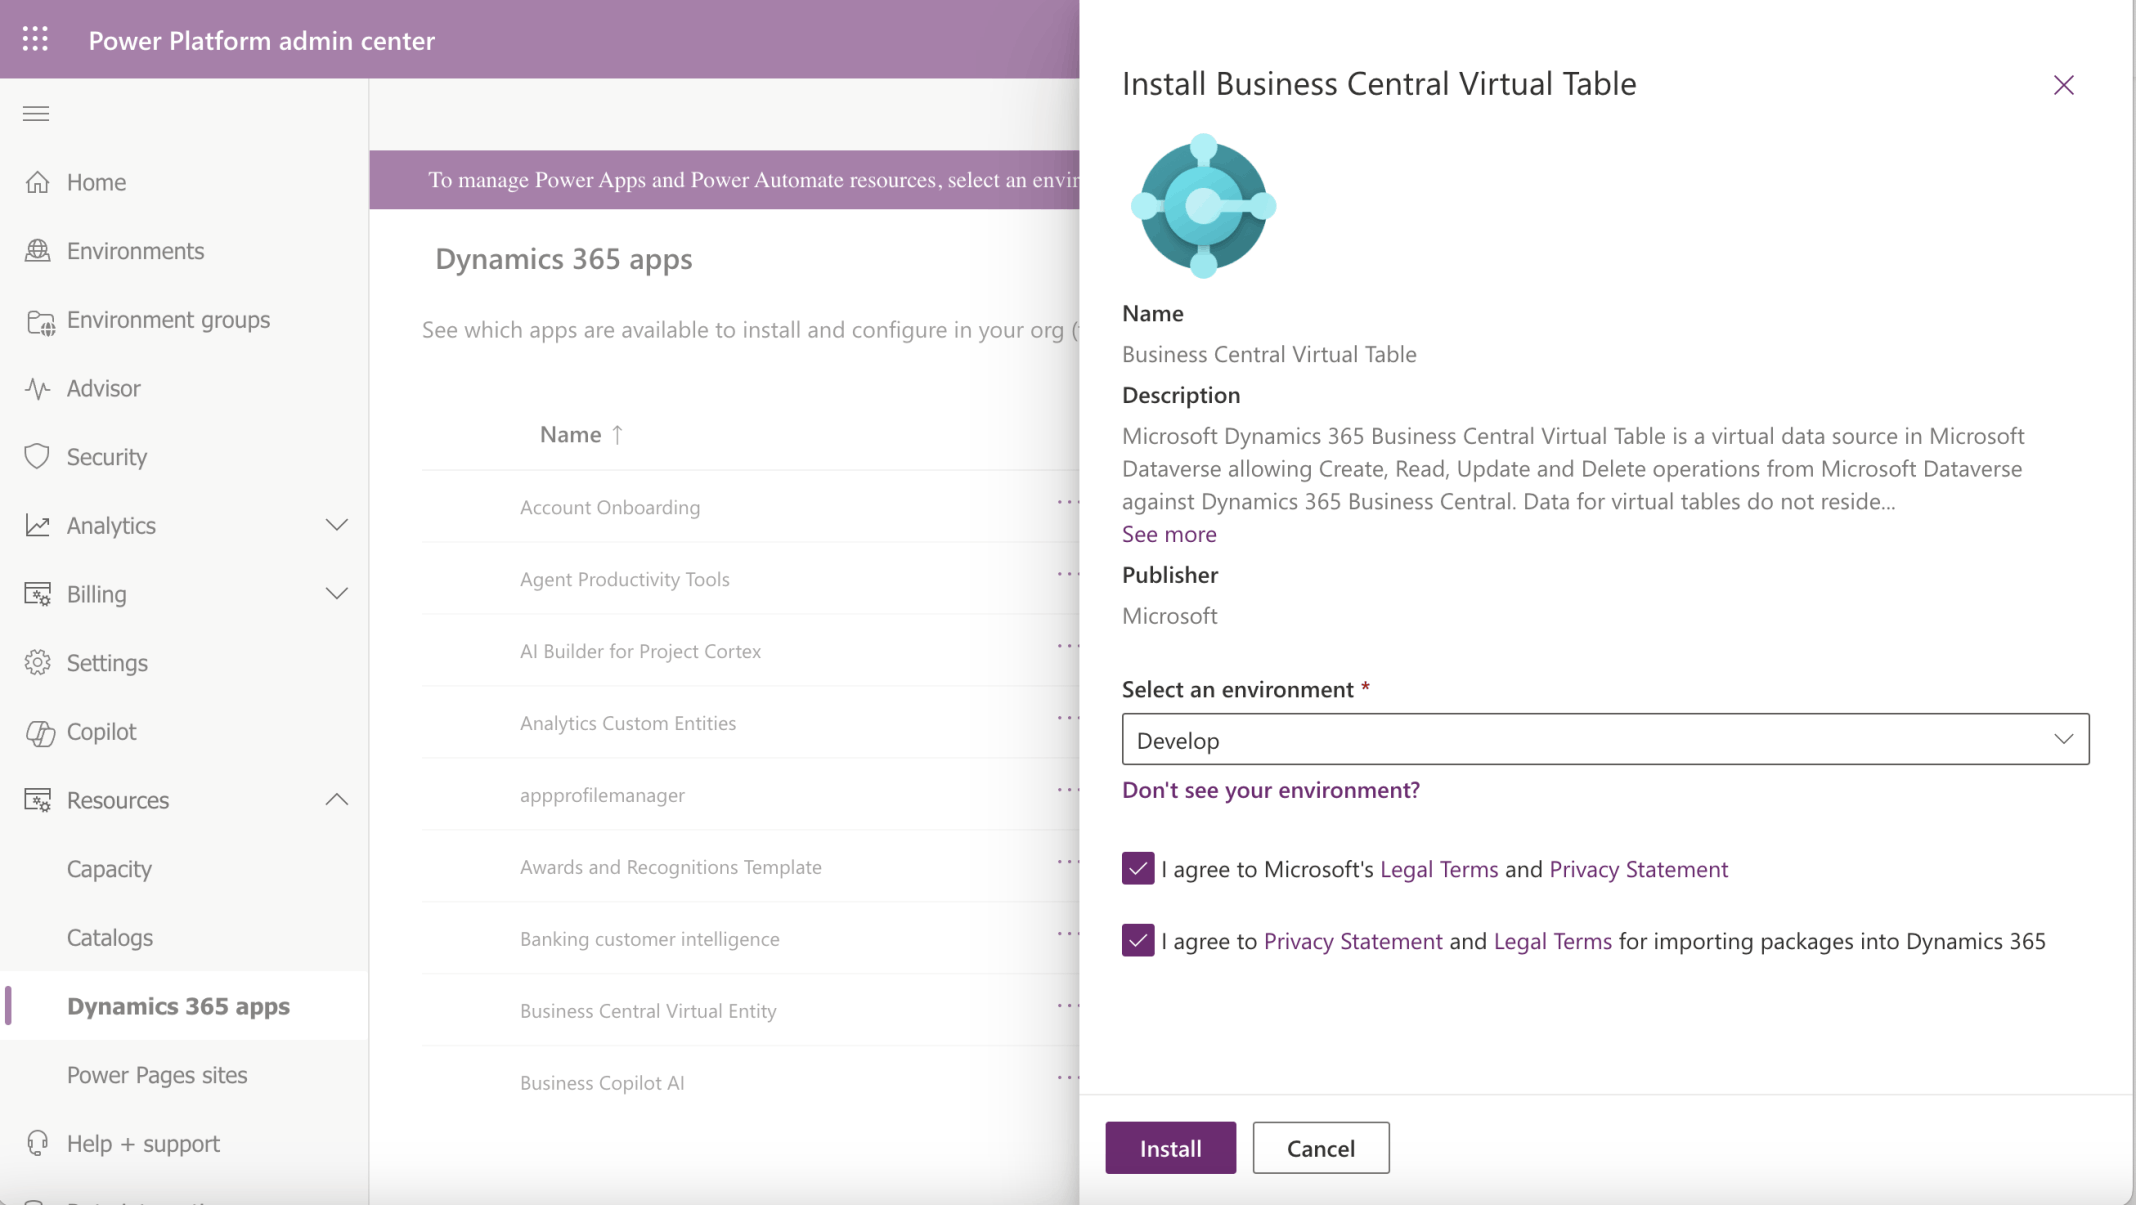 Power Platform admin center
Home
Environments
Environment groups
Advisor
Security
Analytics
Billing
Settings
Copilot
Resources
Capacity
Catalogs
Dynamics 365 apps
Power Pages sites
Help + support
To manage Power Apps and Power Automate resources, select an envir
Dynamics 365 apps
See which apps are available to install and configure in your org (
Name ↑
Account Onboarding
Agent Productivity Tools
AI Builder for Project Cortex
Analytics Custom Entities
appprofilemanager
Awards and Recognitions Template
Banking customer intelligence
Business Central Virtual Entity
Business Copilot AI
Install Business Central Virtual Table
Name
Business Central Virtual Table
Description
Microsoft Dynamics 365 Business Central Virtual Table is a virtual data source in Microsoft
Dataverse allowing Create, Read, Update and Delete operations from Microsoft Dataverse
against Dynamics 365 Business Central. Data for virtual tables do not reside...
See more
Publisher
Microsoft
Select an environment *
Develop
Don't see your environment?
I agree to Microsoft's Legal Terms and Privacy Statement
I agree to Privacy Statement and Legal Terms for importing packages into Dynamics 365
Install
Cancel